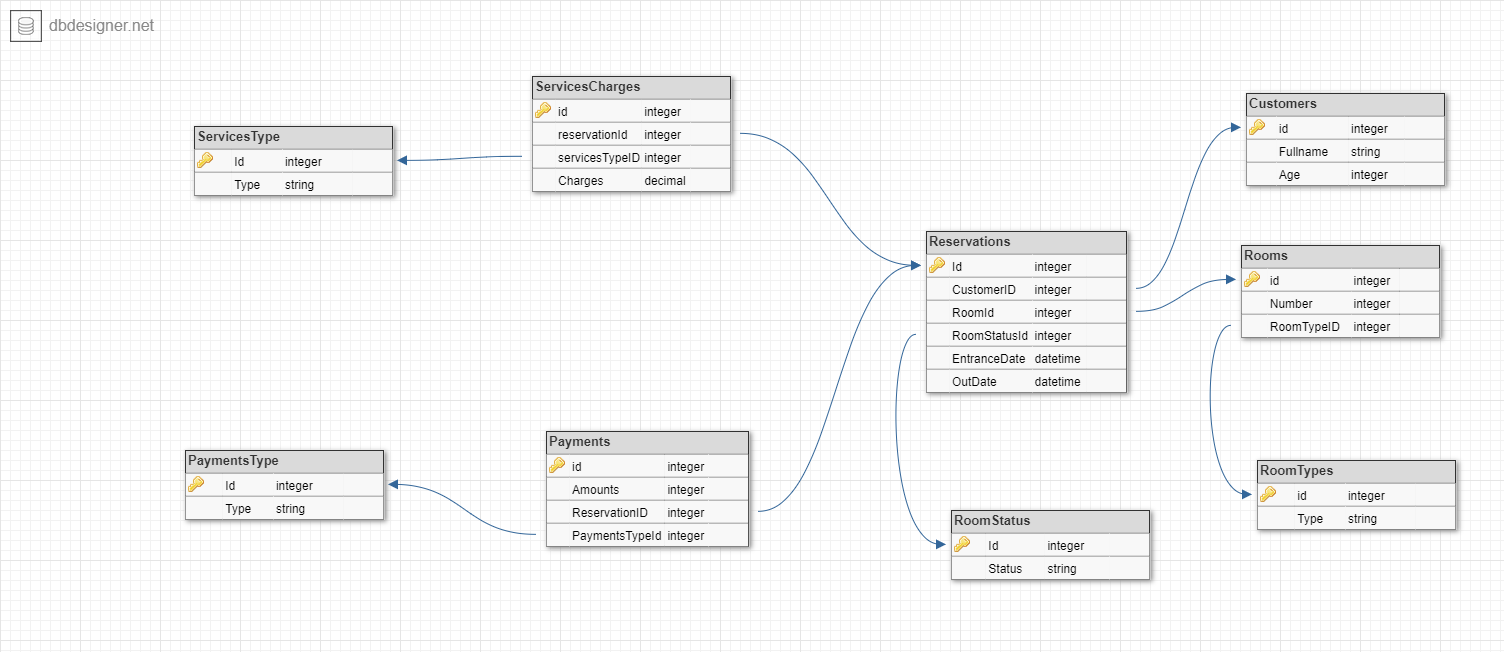 dbdesigner.net
ServicesCharges
id integer
reservationId integer
servicesTypeID integer
Charges decimal
ServicesType
Id integer
Type string
Customers
id integer
Fullname string
Age integer
Reservations
Id integer
CustomerID integer
RoomId integer
RoomStatusId integer
EntranceDate datetime
OutDate datetime
Rooms
id integer
Number integer
RoomTypeID integer
PaymentsType
Id integer
Type string
Payments
id integer
Amounts integer
ReservationID integer
PaymentsTypeId integer
RoomStatus
Id integer
Status string
RoomTypes
id integer
Type string